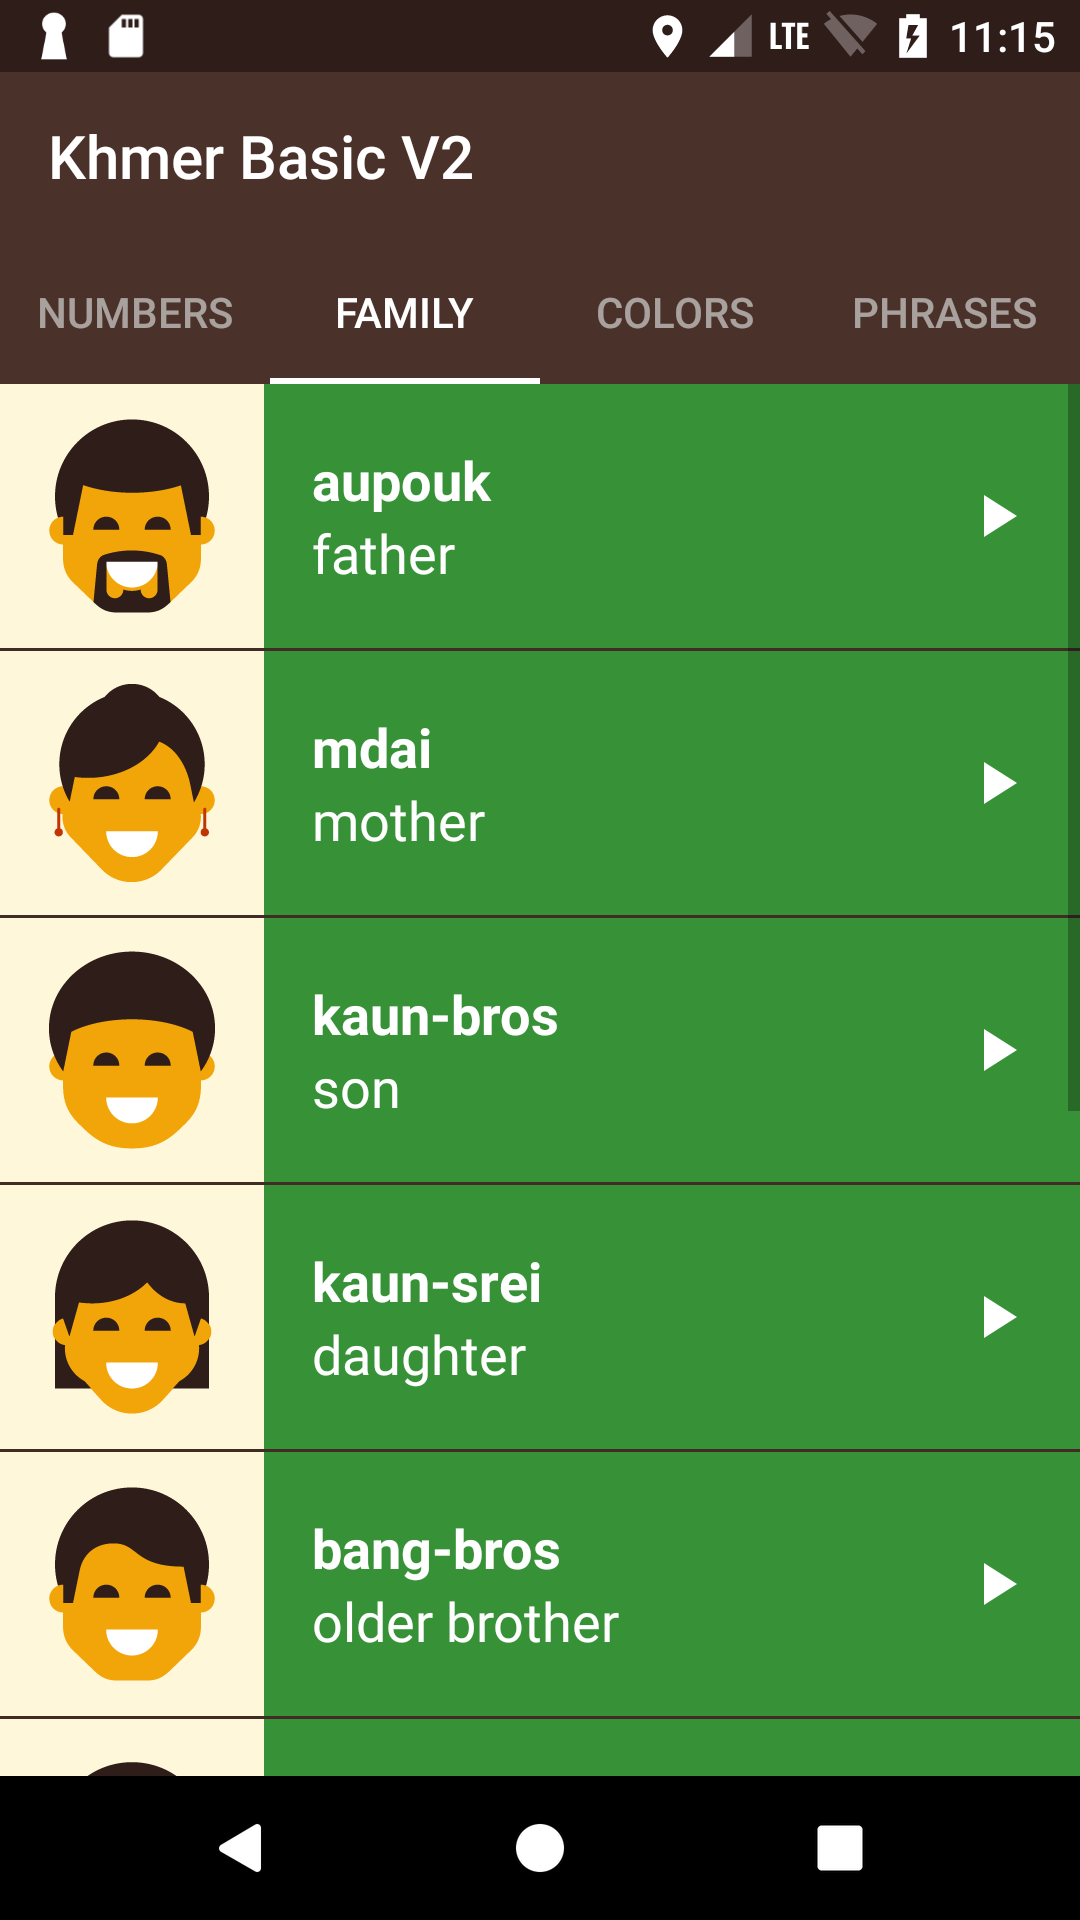 LTE 11:15
Khmer Basic V2
NUMBERS FAMILY COLORS PHRASES
aupouk
father
mdai
mother
kaun-bros
son
kaun-srei
daughter
bang-bros
older brother